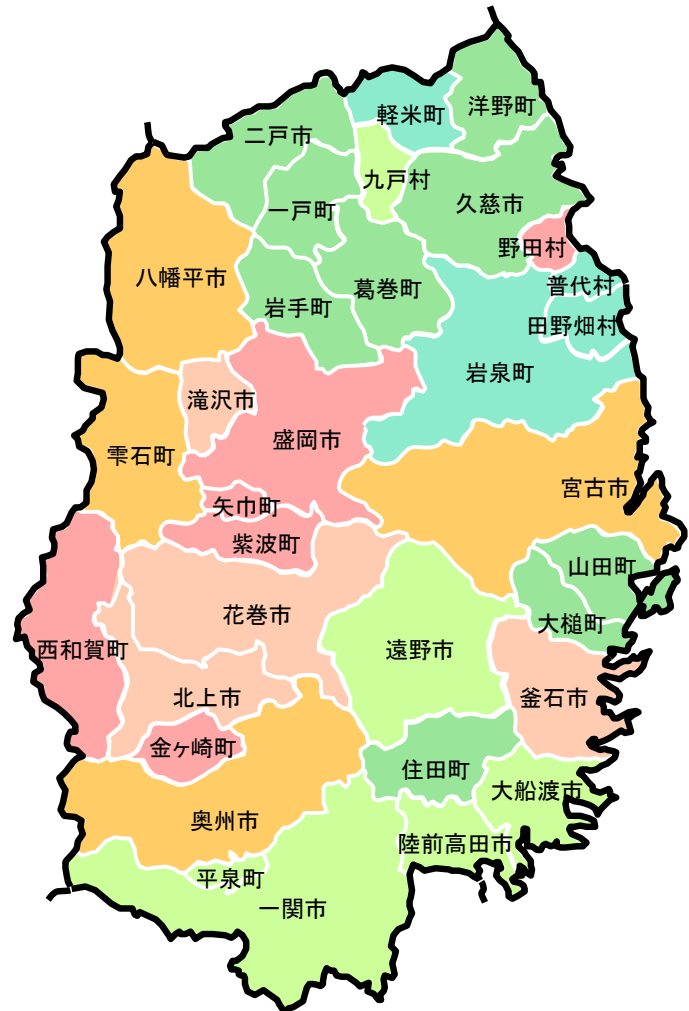 洋野町
軽米町
二戸市
九戸村
久慈市
一戸町
野田村
八幡平市
普代村
葛巻町
岩手町
田野畑村
岩泉町
滝沢市
盛岡市
雫石町
宮古市
矢巾町
紫波町
山田町
花巻市
大槌町
西和賀町
遠野市
北上市
釜石市
金ヶ崎町
住田町
大船渡市
奥州市
陸前高田市
平泉町
一関市